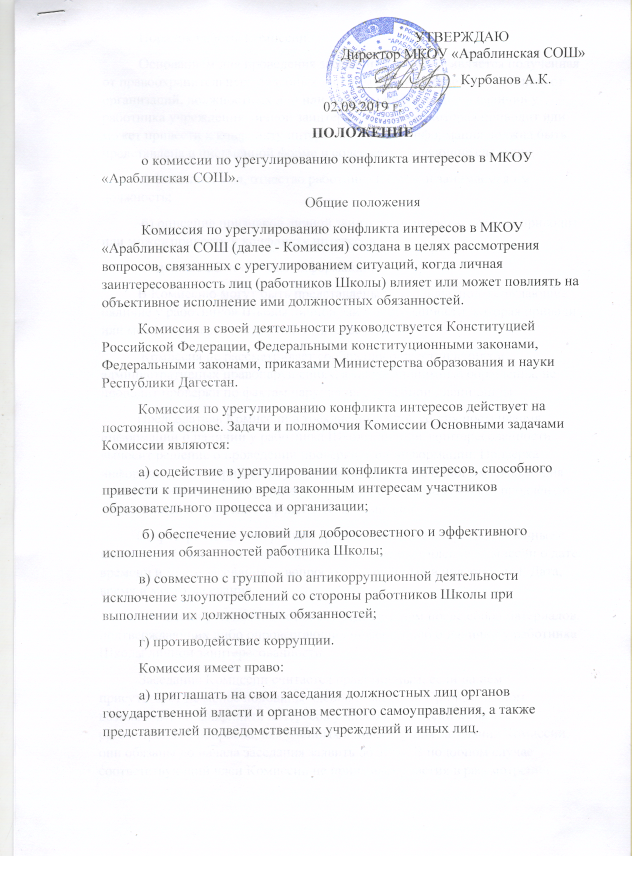 УТВЕРЖДАЮ
Директор МКОУ «Араблинская СОШ»
Курбанов А.К.
02.09.2019 г.
ПОЛОЖЕНИЕ
о комиссии по урегулированию конфликта интересов в МКОУ
«Араблинская СОШ».
Общие положения
Комиссия по урегулированию конфликта интересов в МКОУ
«Араблинская СОШ (далее - Комиссия) создана в целях рассмотрения
вопросов, связанных с урегулированием ситуаций, когда личная
заинтересованность лиц (работников Школы) влияет или может повлиять на
объективное исполнение ими должностных обязанностей.
Комиссия в своей деятельности руководствуется Конституцией
Российской Федерации, Федеральными конституционными законами,
Федеральными законами, приказами Министерства образования и науки
Республики Дагестан.
Комиссия по урегулированию конфликта интересов действует на
постоянной основе. Задачи и полномочия Комиссии Основными задачами
Комиссии являются:
а) содействие в урегулировании конфликта интересов, способного
привести к причинению вреда законным интересам участников
образовательного процесса и организации;
б) обеспечение условий для добросовестного и эффективного
исполнения обязанностей работника Школы;
в) совместно с группой по антикоррупционной деятельности
исключение злоупотреблений со стороны работников Школы при
выполнении их должностных обязанностей;
г) противодействие коррупции.
Комиссия имеет право:
а) приглашать на свои заседания должностных лиц органов
государственной власти и органов местного самоуправления, а также
представителей подведомственных учреждений и иных лиц.